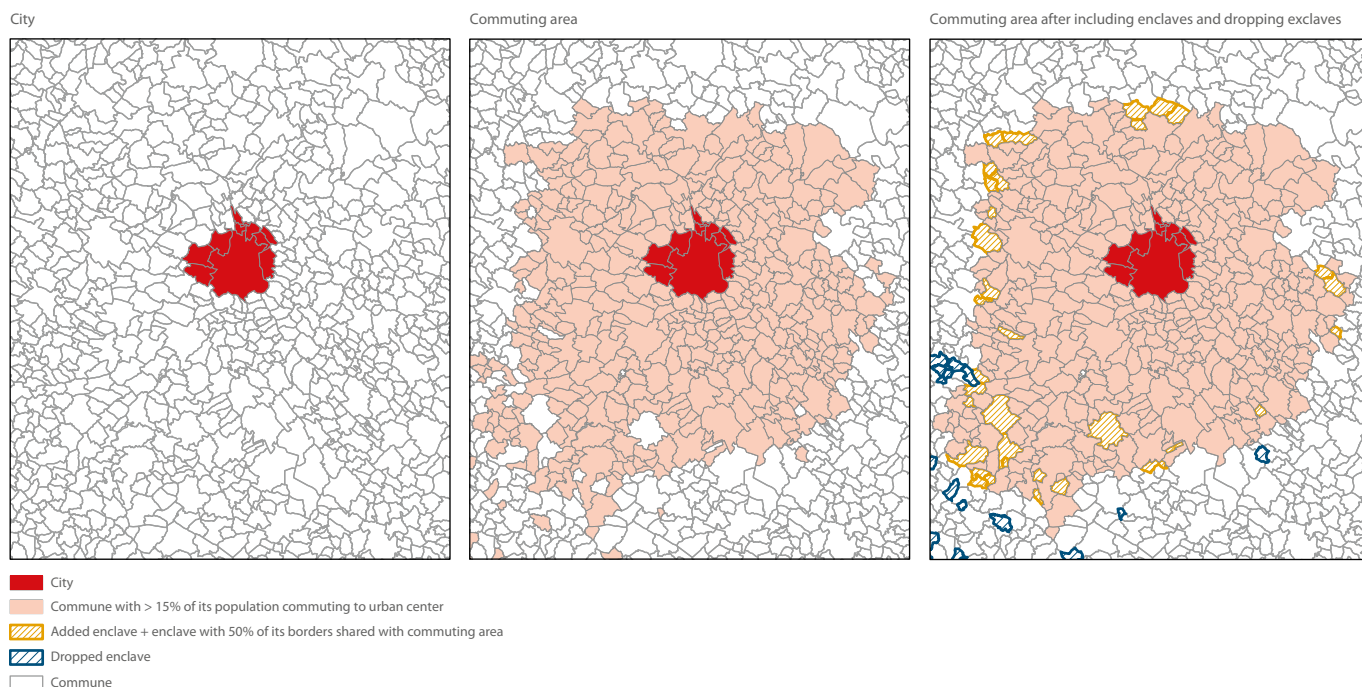 City
Commuting area
Commuting area after including enclaves and dropping exclaves
City
Commune with > 15% of its population commuting to urban center
Added enclave + enclave with 50% of its borders shared with commuting area
Dropped enclave
Commune